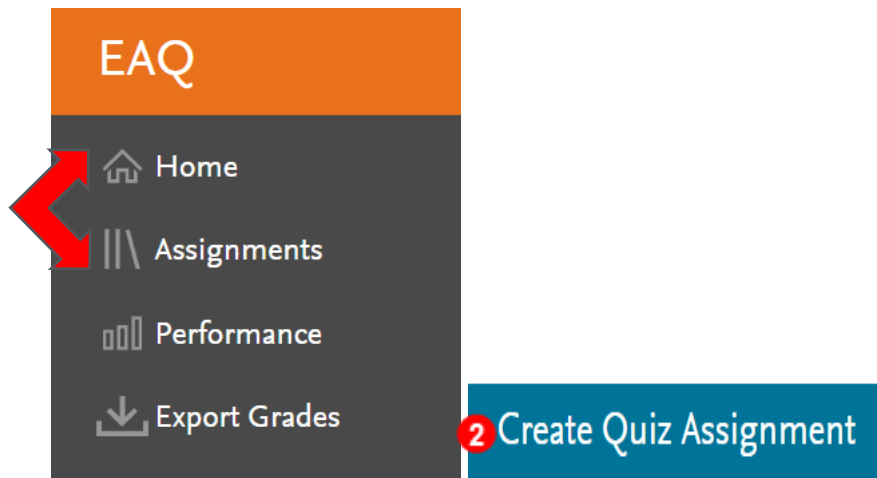 EAQ
Home
Assignments
Performance
Export Grades
2 Create Quiz Assignment